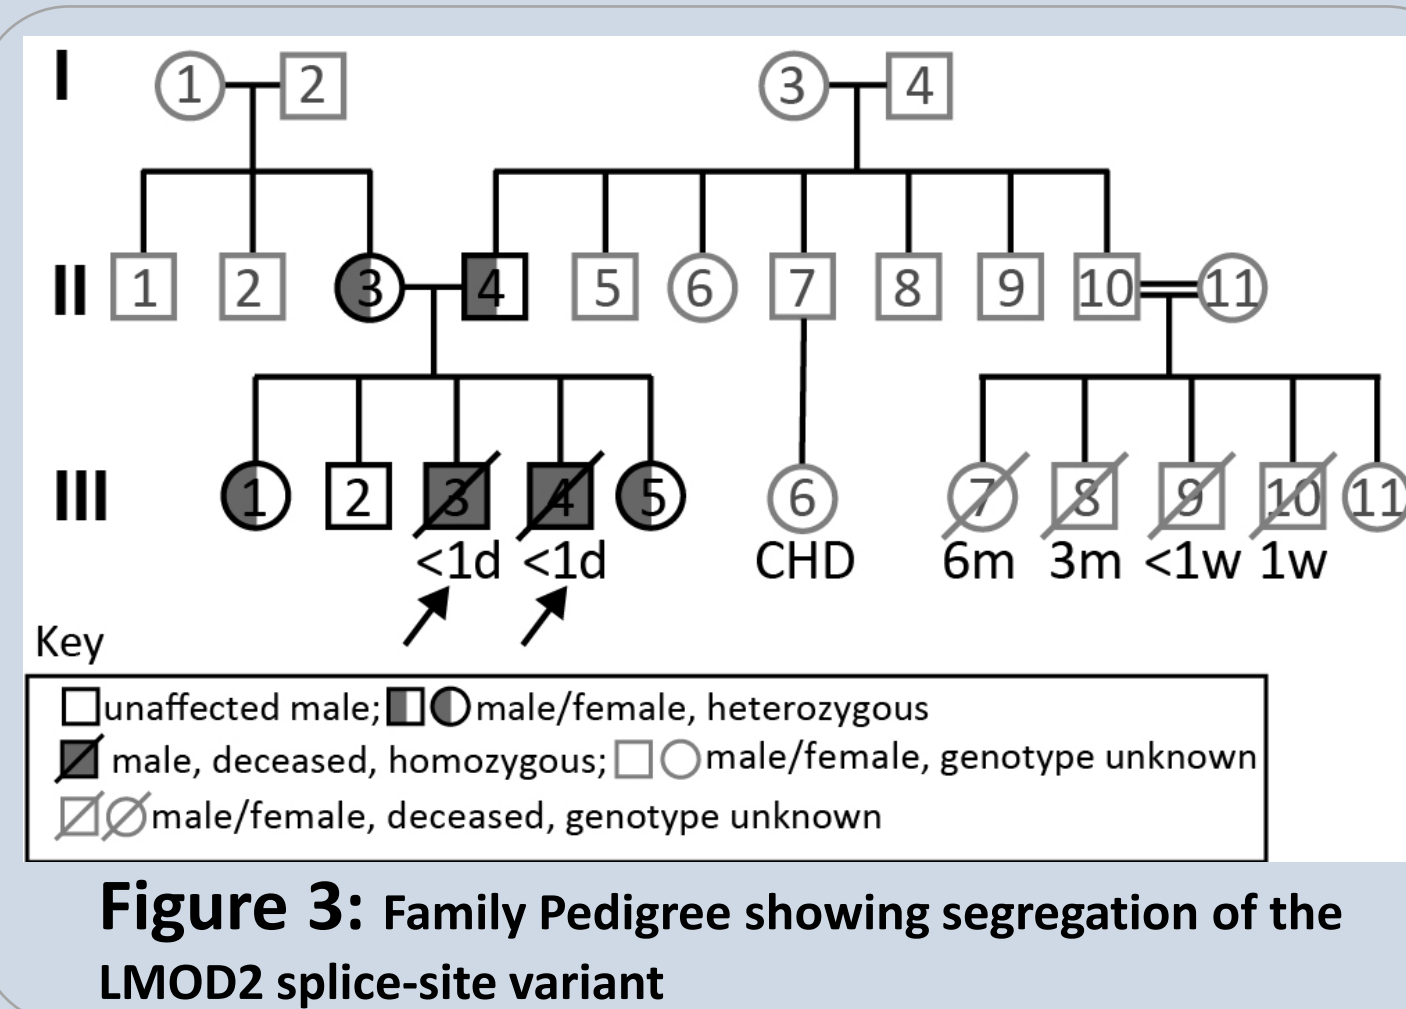 I 1 2 3 4
II 1 2 3 4 5 6 7 8 9 10 11
III 1 2 3 4 5 6 7 8 9 10 11
<1d <1d CHD 6m 3m <1w 1w
Key
unaffected male; male/female, heterozygous
male, deceased, homozygous; male/female, genotype unknown
male/female, deceased, genotype unknown
Figure 3: Family Pedigree showing segregation of the
LMOD2 splice-site variant